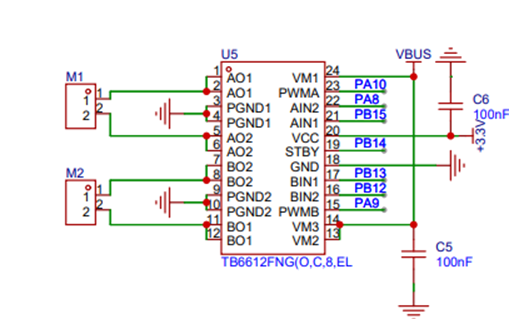 U5
VBUS
M1
1 1
2 2
1 AO1 VM1 24
2 AO1 PWMA 23 PA10
3 PGND1 AIN2 22 PA8
4 PGND1 AIN1 21 PB15
5 AO2 VCC 20
6 AO2 STBY 19 PB14
7 BO2 GND 18
8 BO2 BIN1 17 PB13
9 PGND2 BIN2 16 PB12
10 PGND2 PWMB 15 PA9
11 BO1 VM3 14
12 BO1 VM2 13
C6
100nF
+3.3V
M2
1 1
2 2
TB6612FNG(O,C,8,EL
C5
100nF